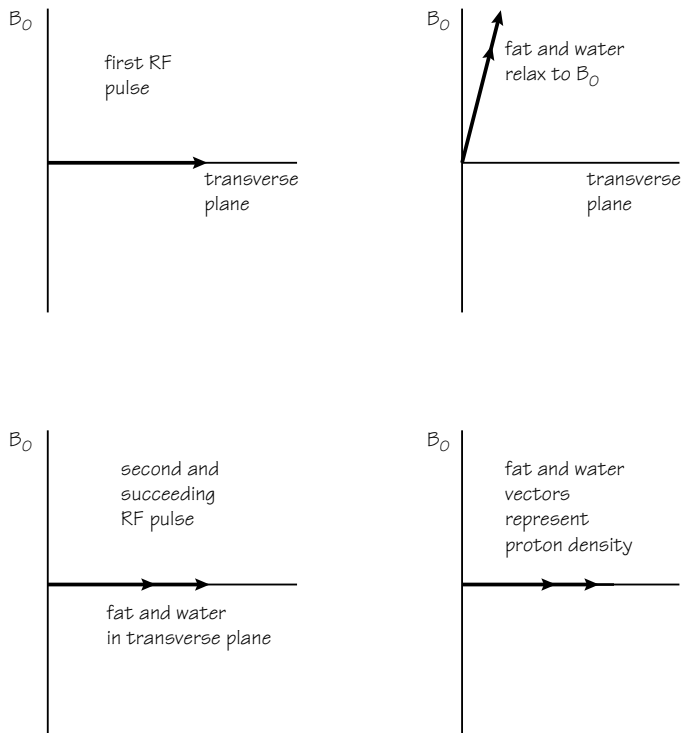 B0
first RF
pulse
transverse
plane
B0
fat and water
relax to B0
transverse
plane
B0
second and
succeeding
RF pulse
fat and water
in transverse plane
B0
fat and water
vectors
represent
proton density